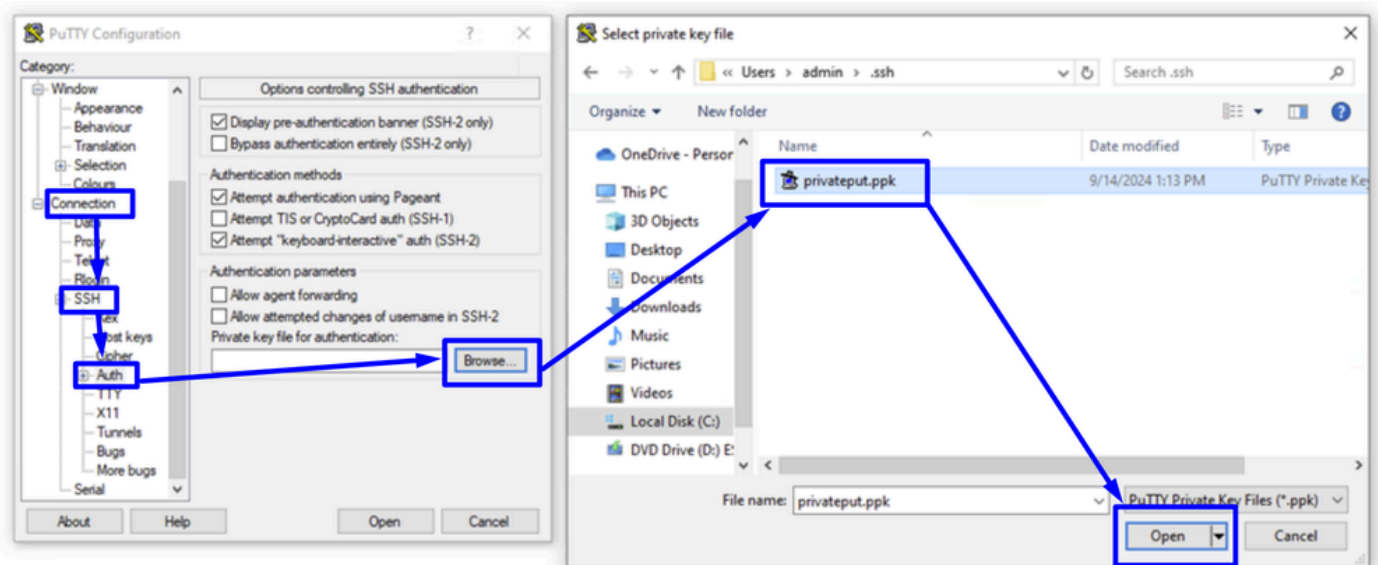 PuTTY Configuration
?
Category:
Window
Appearance
Behaviour
Translation
Selection
Colours
Connection
Data
Proxy
Telnet
Rlogin
SSH
Kex
Host keys
Cipher
Auth
TTY
X11
Tunnels
Bugs
More bugs
Serial
Options controlling SSH authentication
Display pre-authentication banner (SSH-2 only)
Bypass authentication entirely (SSH-2 only)
Authentication methods
Attempt authentication using Pageant
Attempt TIS or CryptoCard auth (SSH-1)
Attempt "keyboard-interactive" auth (SSH-2)
Authentication parameters
Allow agent forwarding
Allow attempted changes of username in SSH-2
Private key file for authentication:
Browse...
About Help Open Cancel
Select private key file
« Users › admin › .ssh
Search .ssh
Organize New folder
?
Name Date modified Type
privateput.ppk 9/14/2024 1:13 PM PuTTY Private Key
OneDrive - Person
This PC
3D Objects
Desktop
Documents
Downloads
Music
Pictures
Videos
Local Disk (C:)
DVD Drive (D:) E:
File name: privateput.ppk PuTTY Private Key Files (*.ppk)
Open Cancel